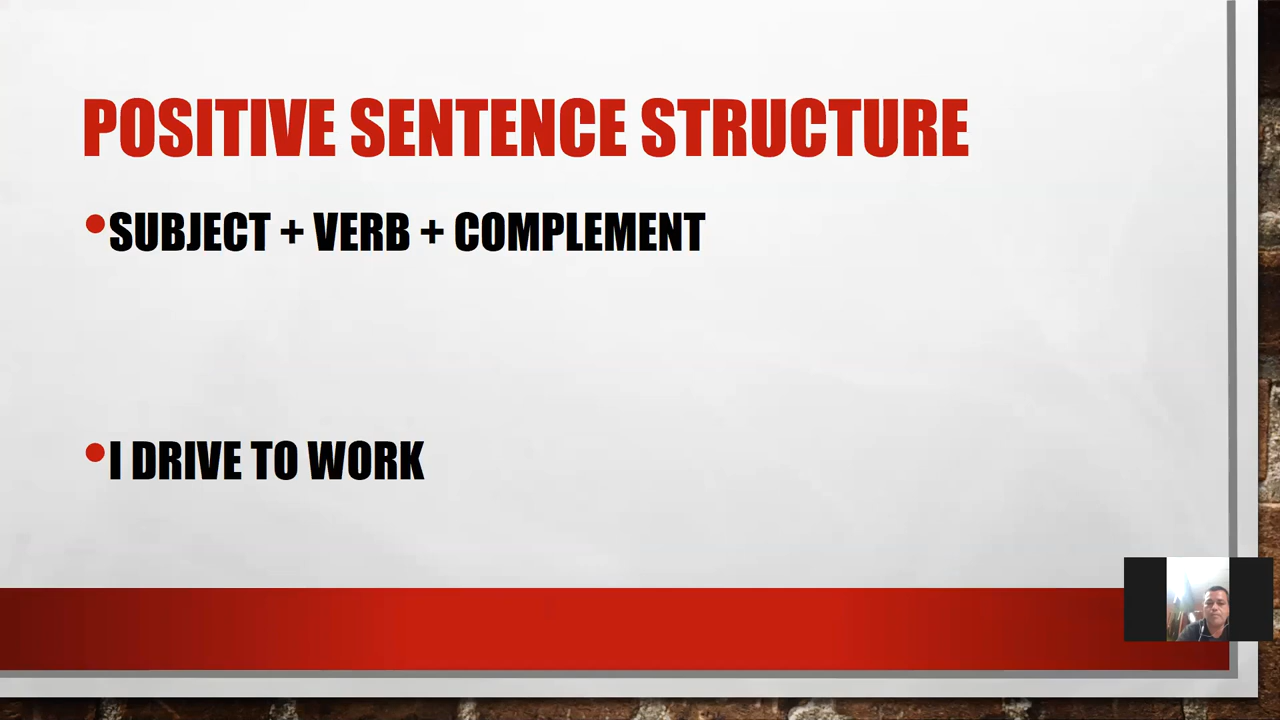 POSITIVE SENTENCE STRUCTURE
•SUBJECT + VERB + COMPLEMENT
•I DRIVE TO WORK